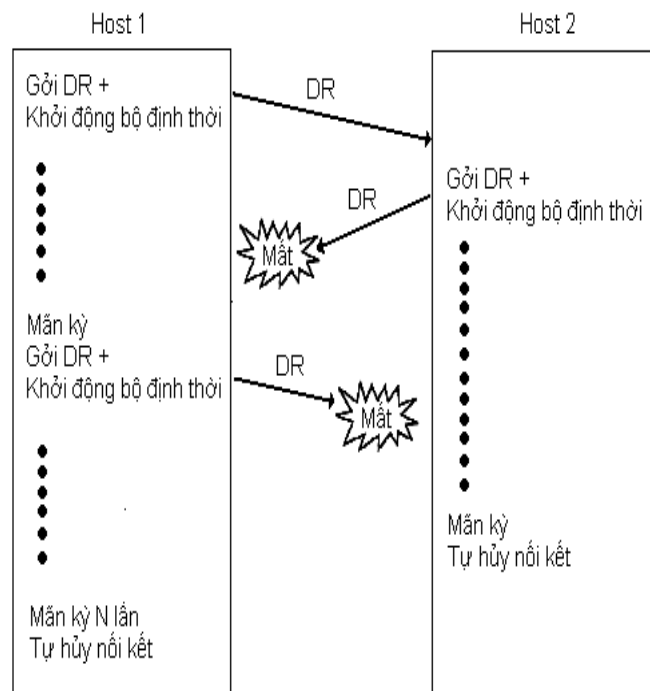 Host 1
Host 2
Gởi DR +
Khởi động bộ định thời
DR
DR
Gởi DR +
Khởi động bộ định thời
Mất
Mãn kỳ
Gởi DR +
Khởi động bộ định thời
DR
Mất
Mãn kỳ
Tự hủy nối kết
Mãn kỳ N lần
Tự hủy nối kết